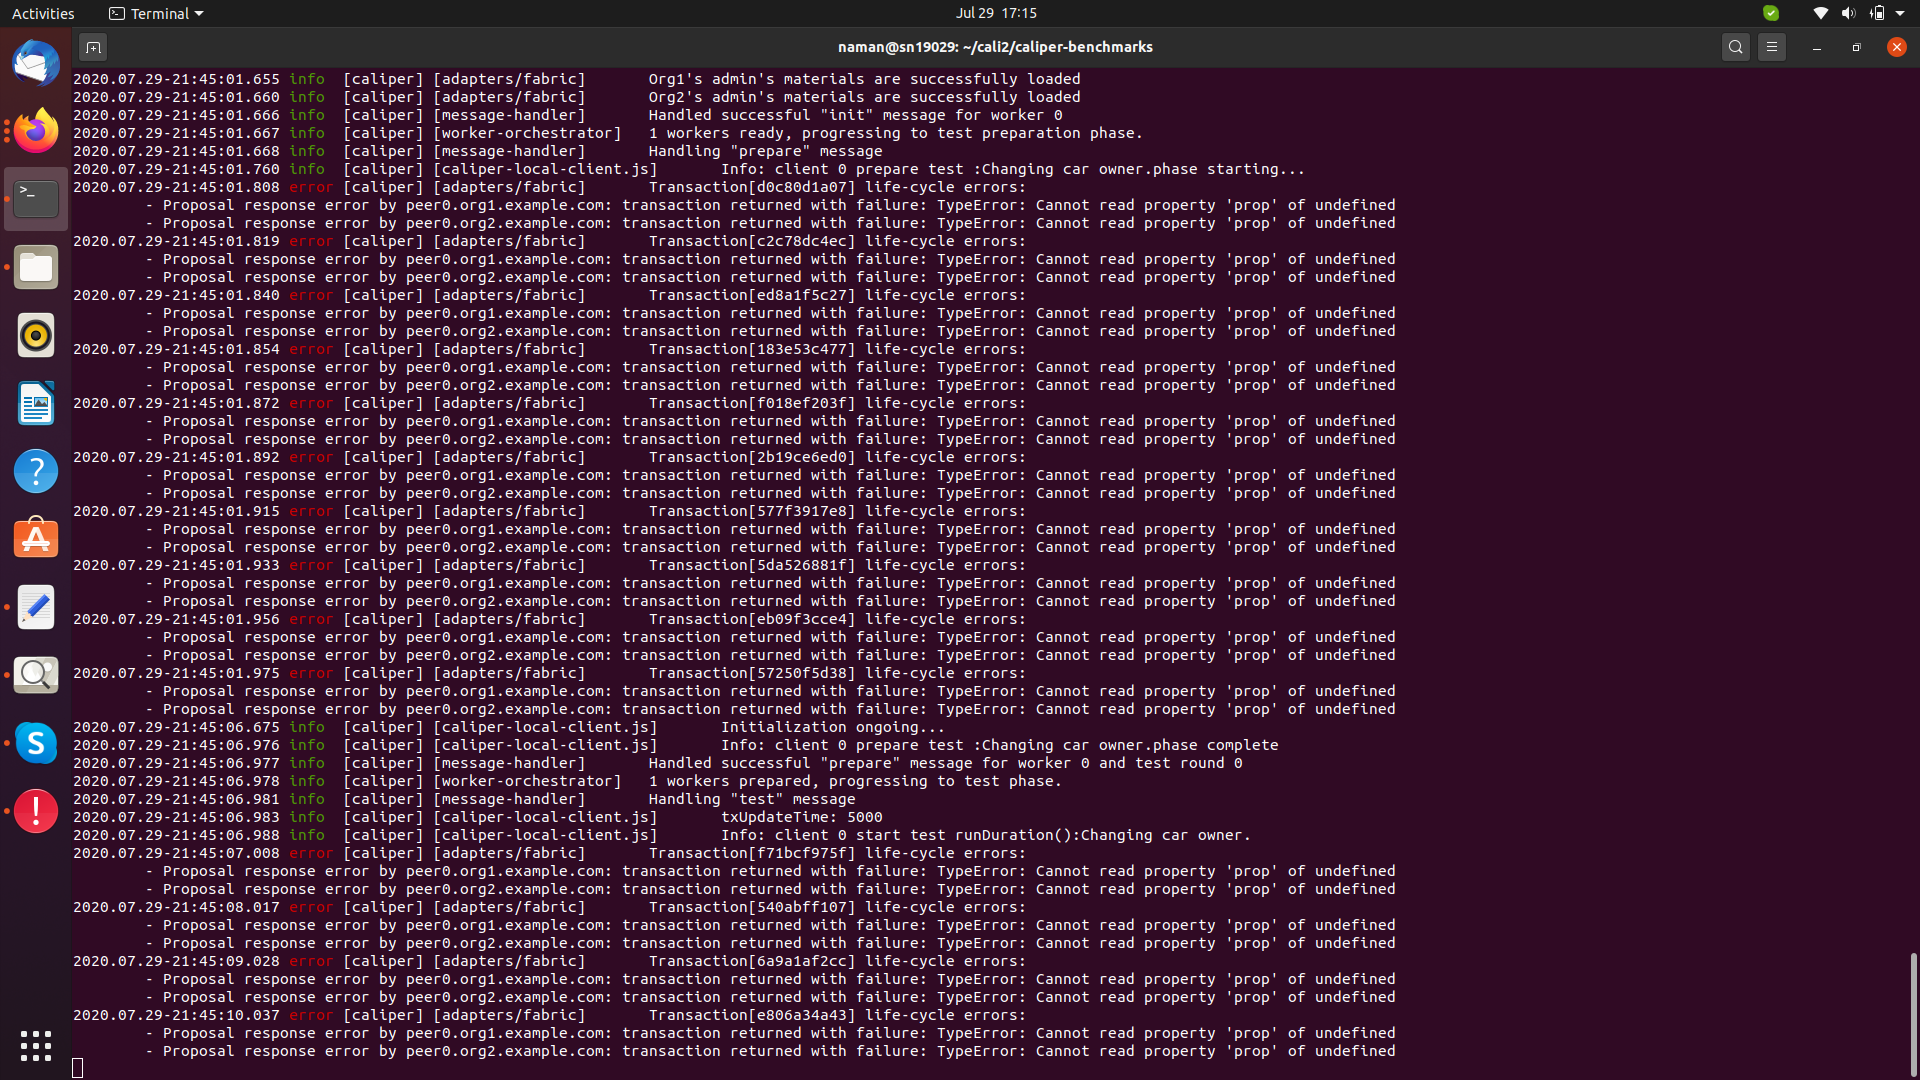 Activities
Terminal
Jul 29 17:15
naman@sn19029: ~/cali2/caliper-benchmarks
2020.07.29-21:45:01.655 info [caliper] [adapters/fabric] Org1's admin's materials are successfully loaded
2020.07.29-21:45:01.660 info [caliper] [adapters/fabric] Org2's admin's materials are successfully loaded
2020.07.29-21:45:01.666 info [caliper] [message-handler] Handled successful "init" message for worker 0
2020.07.29-21:45:01.667 info [caliper] [worker-orchestrator] 1 workers ready, progressing to test preparation phase.
2020.07.29-21:45:01.668 info [caliper] [message-handler] Handling "prepare" message
2020.07.29-21:45:01.760 info [caliper] [caliper-local-client.js] Info: client 0 prepare test :Changing car owner.phase starting...
2020.07.29-21:45:01.808 error [caliper] [adapters/fabric] Transaction[d0c80d1a07] life-cycle errors:
- Proposal response error by peer0.org1.example.com: transaction returned with failure: TypeError: Cannot read property 'prop' of undefined
- Proposal response error by peer0.org2.example.com: transaction returned with failure: TypeError: Cannot read property 'prop' of undefined
2020.07.29-21:45:01.819 error [caliper] [adapters/fabric] Transaction[c2c78dc4ec] life-cycle errors:
- Proposal response error by peer0.org1.example.com: transaction returned with failure: TypeError: Cannot read property 'prop' of undefined
- Proposal response error by peer0.org2.example.com: transaction returned with failure: TypeError: Cannot read property 'prop' of undefined
2020.07.29-21:45:01.840 error [caliper] [adapters/fabric] Transaction[ed8a1f5c27] life-cycle errors:
- Proposal response error by peer0.org1.example.com: transaction returned with failure: TypeError: Cannot read property 'prop' of undefined
- Proposal response error by peer0.org2.example.com: transaction returned with failure: TypeError: Cannot read property 'prop' of undefined
2020.07.29-21:45:01.854 error [caliper] [adapters/fabric] Transaction[183e53c477] life-cycle errors:
- Proposal response error by peer0.org1.example.com: transaction returned with failure: TypeError: Cannot read property 'prop' of undefined
- Proposal response error by peer0.org2.example.com: transaction returned with failure: TypeError: Cannot read property 'prop' of undefined
2020.07.29-21:45:01.872 error [caliper] [adapters/fabric] Transaction[f018ef203f] life-cycle errors:
- Proposal response error by peer0.org1.example.com: transaction returned with failure: TypeError: Cannot read property 'prop' of undefined
- Proposal response error by peer0.org2.example.com: transaction returned with failure: TypeError: Cannot read property 'prop' of undefined
2020.07.29-21:45:01.892 error [caliper] [adapters/fabric] Transaction[2b19ce6ed0] life-cycle errors:
- Proposal response error by peer0.org1.example.com: transaction returned with failure: TypeError: Cannot read property 'prop' of undefined
- Proposal response error by peer0.org2.example.com: transaction returned with failure: TypeError: Cannot read property 'prop' of undefined
2020.07.29-21:45:01.915 error [caliper] [adapters/fabric] Transaction[577f3917e8] life-cycle errors:
- Proposal response error by peer0.org1.example.com: transaction returned with failure: TypeError: Cannot read property 'prop' of undefined
- Proposal response error by peer0.org2.example.com: transaction returned with failure: TypeError: Cannot read property 'prop' of undefined
2020.07.29-21:45:01.933 error [caliper] [adapters/fabric] Transaction[5da526881f] life-cycle errors:
- Proposal response error by peer0.org1.example.com: transaction returned with failure: TypeError: Cannot read property 'prop' of undefined
- Proposal response error by peer0.org2.example.com: transaction returned with failure: TypeError: Cannot read property 'prop' of undefined
2020.07.29-21:45:01.956 error [caliper] [adapters/fabric] Transaction[eb09f3cce4] life-cycle errors:
- Proposal response error by peer0.org1.example.com: transaction returned with failure: TypeError: Cannot read property 'prop' of undefined
- Proposal response error by peer0.org2.example.com: transaction returned with failure: TypeError: Cannot read property 'prop' of undefined
2020.07.29-21:45:01.975 error [caliper] [adapters/fabric] Transaction[57250f5d38] life-cycle errors:
- Proposal response error by peer0.org1.example.com: transaction returned with failure: TypeError: Cannot read property 'prop' of undefined
- Proposal response error by peer0.org2.example.com: transaction returned with failure: TypeError: Cannot read property 'prop' of undefined
2020.07.29-21:45:06.675 info [caliper] [caliper-local-client.js] Initialization ongoing...
2020.07.29-21:45:06.976 info [caliper] [caliper-local-client.js] Info: client 0 prepare test :Changing car owner.phase complete
2020.07.29-21:45:06.977 info [caliper] [message-handler] Handled successful "prepare" message for worker 0 and test round 0
2020.07.29-21:45:06.978 info [caliper] [worker-orchestrator] 1 workers prepared, progressing to test phase.
2020.07.29-21:45:06.981 info [caliper] [message-handler] Handling "test" message
2020.07.29-21:45:06.983 info [caliper] [caliper-local-client.js] txUpdateTime: 5000
2020.07.29-21:45:06.988 info [caliper] [caliper-local-client.js] Info: client 0 start test runDuration():Changing car owner.
2020.07.29-21:45:07.008 error [caliper] [adapters/fabric] Transaction[f71bcf975f] life-cycle errors:
- Proposal response error by peer0.org1.example.com: transaction returned with failure: TypeError: Cannot read property 'prop' of undefined
- Proposal response error by peer0.org2.example.com: transaction returned with failure: TypeError: Cannot read property 'prop' of undefined
2020.07.29-21:45:08.017 error [caliper] [adapters/fabric] Transaction[540abff107] life-cycle errors:
- Proposal response error by peer0.org1.example.com: transaction returned with failure: TypeError: Cannot read property 'prop' of undefined
- Proposal response error by peer0.org2.example.com: transaction returned with failure: TypeError: Cannot read property 'prop' of undefined
2020.07.29-21:45:09.028 error [caliper] [adapters/fabric] Transaction[6a9a1af2cc] life-cycle errors:
- Proposal response error by peer0.org1.example.com: transaction returned with failure: TypeError: Cannot read property 'prop' of undefined
- Proposal response error by peer0.org2.example.com: transaction returned with failure: TypeError: Cannot read property 'prop' of undefined
2020.07.29-21:45:10.037 error [caliper] [adapters/fabric] Transaction[e806a34a43] life-cycle errors:
- Proposal response error by peer0.org1.example.com: transaction returned with failure: TypeError: Cannot read property 'prop' of undefined
- Proposal response error by peer0.org2.example.com: transaction returned with failure: TypeError: Cannot read property 'prop' of undefined